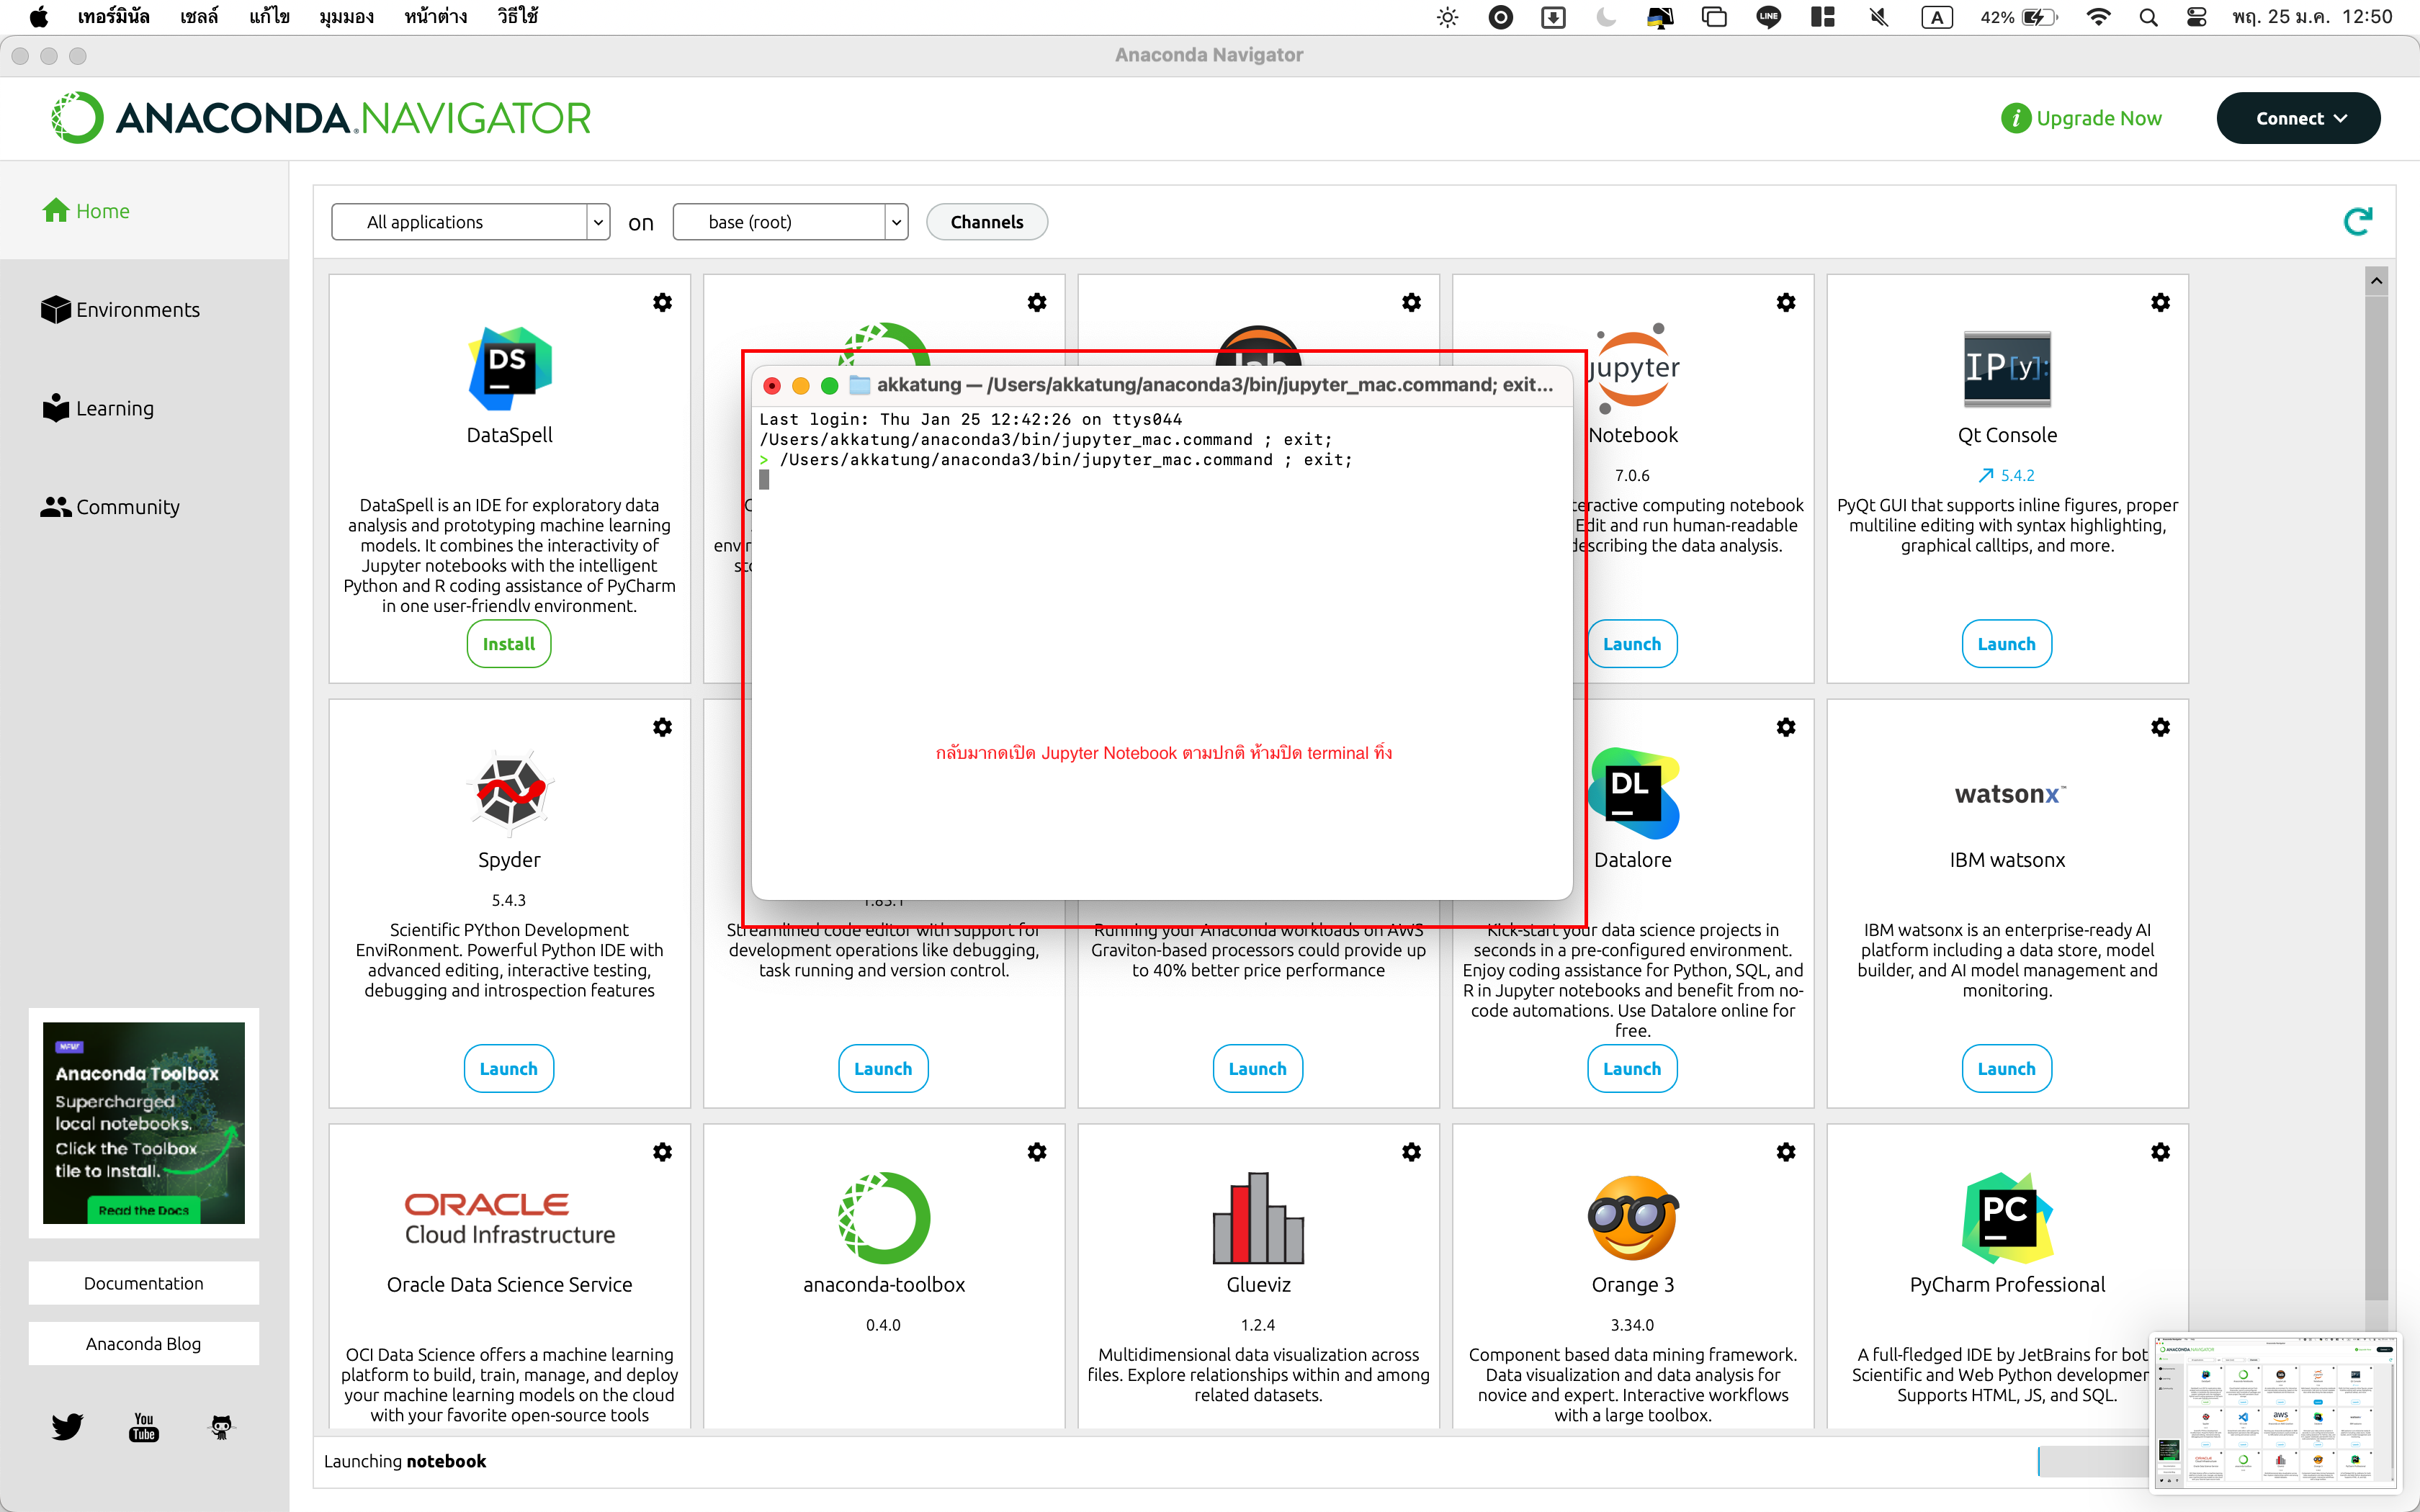 เทอร์มินัล เชลล์ แก้ไข มุมมอง หน้าต่าง วิธีใช้ LINE A 42% พฤ. 25 ม.ค. 12:50
Anaconda Navigator
ANACONDA.NAVIGATOR
i Upgrade Now
Connect
Home
Environments
Learning
Community
All applications on base (root) Channels
DS
DataSpell
DataSpell is an IDE for exploratory data
analysis and prototyping machine learning
models. It combines the interactivity of
Jupyter notebooks with the intelligent
Python and R coding assistance of PyCharm
in one user-friendly environment.
Install
akkatung — /Users/akkatung/anaconda3/bin/jupyter_mac.command; exit...
Last login: Thu Jan 25 12:42:26 on ttys044
/Users/akkatung/anaconda3/bin/jupyter_mac.command ; exit;
> /Users/akkatung/anaconda3/bin/jupyter_mac.command ; exit;
กลับมากดเปิด Jupyter Notebook ตามปกติ ห้ามปิด terminal ทิ้ง
jupyter
Notebook
7.0.6
computing notebook
Edit and run human-readable
describing the data analysis.
Launch
IP[y]:
Qt Console
5.4.2
PyQt GUI that supports inline figures, proper
multiline editing with syntax highlighting,
graphical calltips, and more.
Launch
Spyder
5.4.3
Scientific PYthon Development
EnviRonment. Powerful Python IDE with
advanced editing, interactive testing,
debugging and introspection features
Launch
1.85.1
Streamlined code editor with support for
development operations like debugging,
task running and version control.
Launch
Running your Anaconda workloads on AWS
Graviton-based processors could provide up
to 40% better price performance
Launch
DL
Datalore
Kick-start your data science projects in
seconds in a pre-configured environment.
Enjoy coding assistance for Python, SQL, and
R in Jupyter notebooks and benefit from no-
code automations. Use Datalore online for
free.
Launch
watsonx™
IBM watsonx
IBM watsonx is an enterprise-ready AI
platform including a data store, model
builder, and AI model management and
monitoring.
Launch
ORACLE
Cloud Infrastructure
Oracle Data Science Service
OCI Data Science offers a machine learning
platform to build, train, manage, and deploy
your machine learning models on the cloud
with your favorite open-source tools
anaconda-toolbox
0.4.0
Glueviz
1.2.4
Multidimensional data visualization across
files. Explore relationships within and among
related datasets.
Orange 3
3.34.0
Component based data mining framework.
Data visualization and data analysis for
novice and expert. Interactive workflows
with a large toolbox.
PC
PyCharm Professional
A full-fledged IDE by JetBrains for bot
Scientific and Web Python developmen
Supports HTML, JS, and SQL.
NEW
Anaconda Toolbox
Supercharged
local notebooks.
Click the Toolbox
tile to Install.
Read the Docs
Documentation
Anaconda Blog
You
Tube
Launching notebook